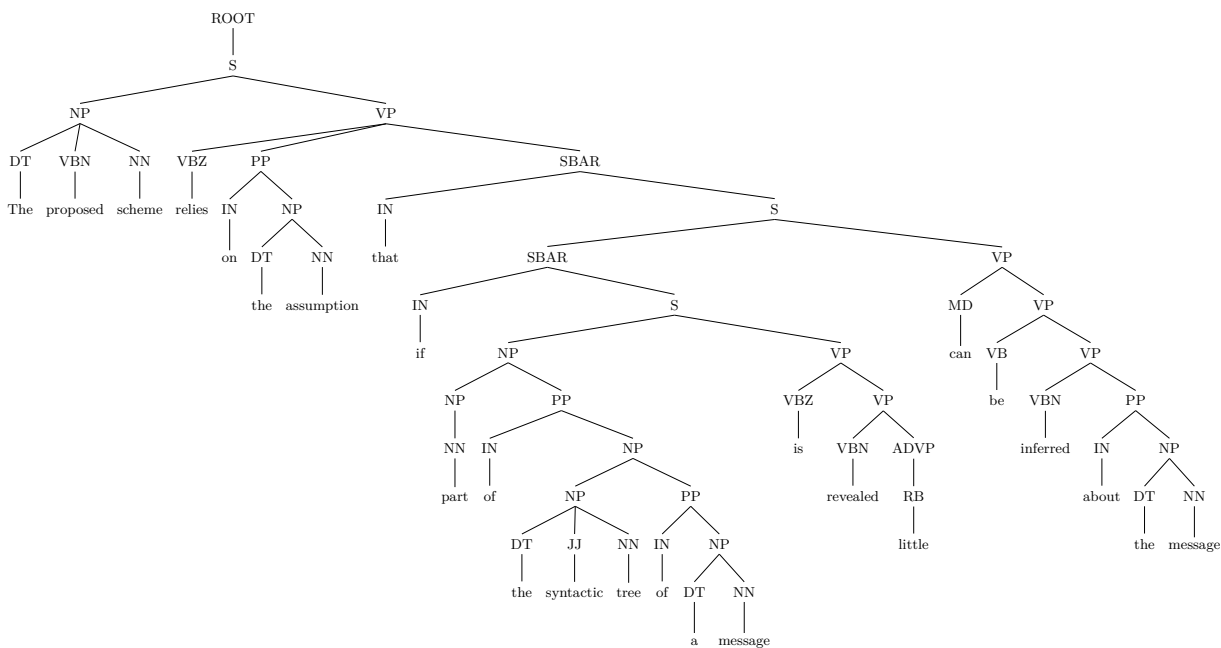 ROOT
S
NP VP
DT VBN NN VBZ PP SBAR
The proposed scheme relies IN NP IN S
on DT NN that SBAR VP
the assumption IN S MD VP
if NP VP can VB VP
NP PP VBZ VP be VBN PP
NN IN NP is VBN ADVP inferred IN NP
part of NP PP revealed RB about DT NN
DT JJ NN IN NP little the message
the syntactic tree of DT NN
a message